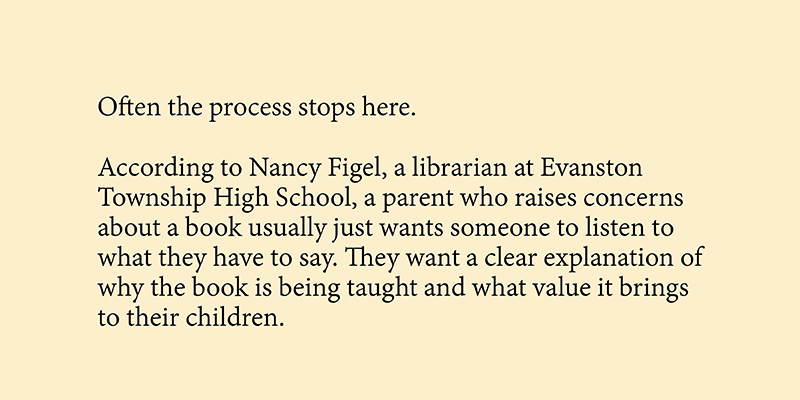 Often the process stops here.
According to Nancy Figel, a librarian at Evanston
Township High School, a parent who raises concerns
about a book usually just wants someone to listen to
what they have to say. They want a clear explanation of
why the book is being taught and what value it brings
to their children.